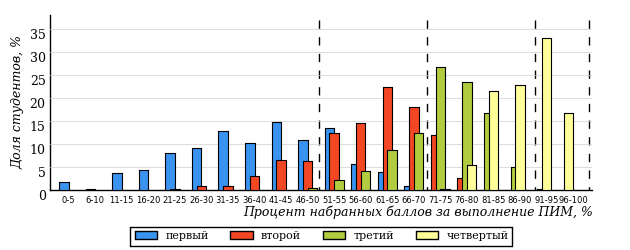 Доля студентов, %
35
30
25
20
15
10
5
0
0-5 6-10 11-15 16-20 21-25 26-30 31-35 36-40 41-45 46-50 51-55 56-60 61-65 66-70 71-75 76-80 81-85 86-90 91-95 96-100
Процент набранных баллов за выполнение ПИМ, %
первый второй третий четвертый